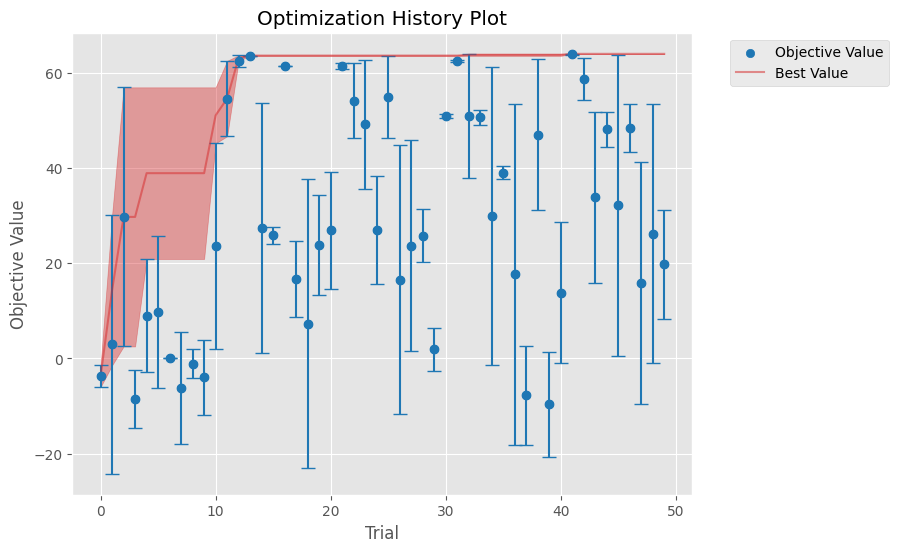 Optimization History Plot
Objective Value
Best Value
Objective Value
60
40
20
0
−20
0 10 20 30 40 50
Trial